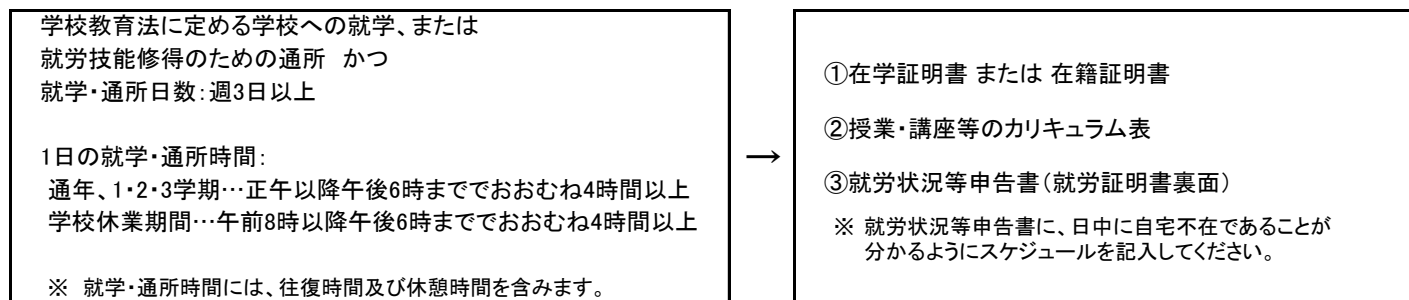 学校教育法に定める学校への就学、または
就労技能修得のための通所　かつ
就学・通所日数：週3日以上
1日の就学・通所時間：
通年、1・2・3学期…正午以降午後6時まででおおむね4時間以上
学校休業期間…午前8時以降午後6時まででおおむね4時間以上
※　就学・通所時間には、往復時間及び休憩時間を含みます。
→
①在学証明書 または 在籍証明書
②授業・講座等のカリキュラム表
③就労状況等申告書（就労証明書裏面）
※ 就労状況等申告書に、日中に自宅不在であることが
分かるようにスケジュールを記入してください。